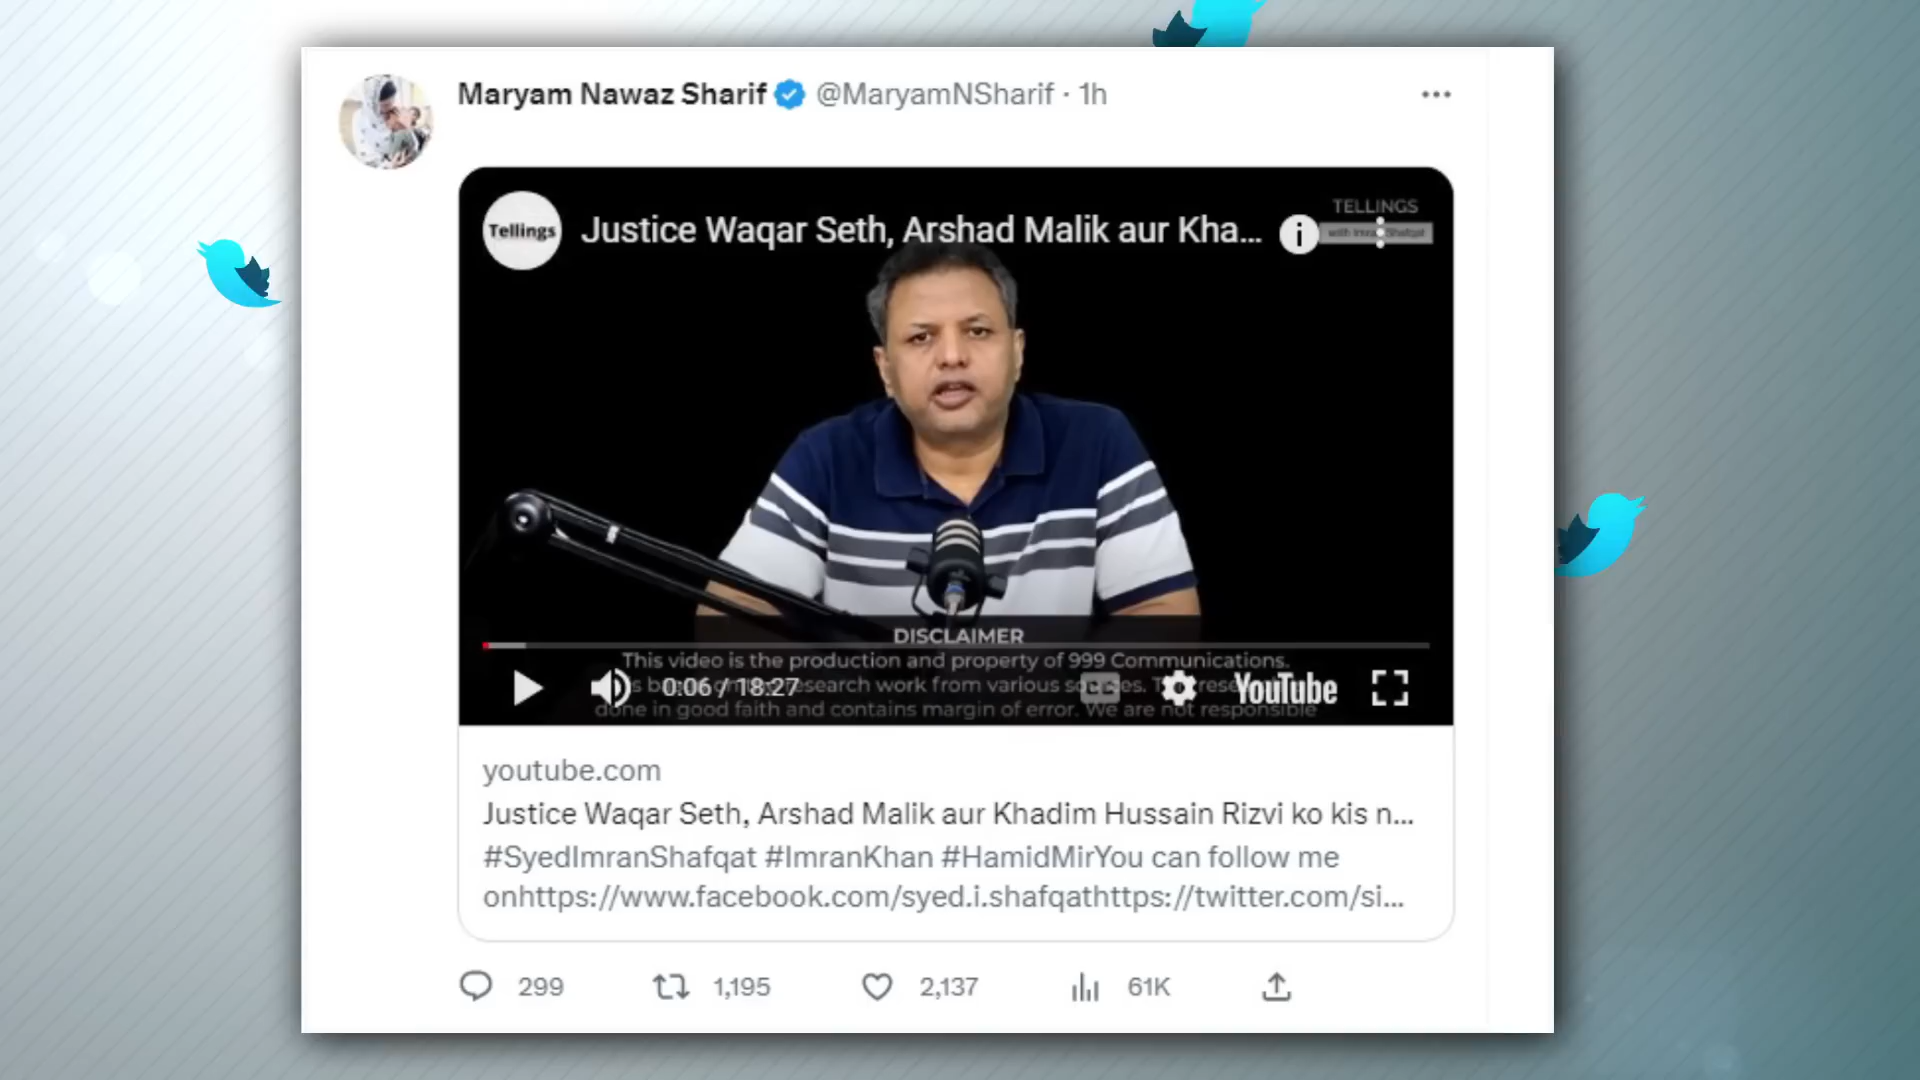 Maryam Nawaz Sharif @MaryamNSharif · 1h
Tellings
Justice Waqar Seth, Arshad Malik aur Kha...
TELLINGS
with Imran Shafqat
DISCLAIMER
This video is the production and property of 999 Communications.
esearch work from various
done in good faith and contains margin of error. We are not responsible
0:06 / 18:27
CC
YouTube
youtube.com
Justice Waqar Seth, Arshad Malik aur Khadim Hussain Rizvi ko kis n...
#SyedImranShafqat #ImranKhan #HamidMirYou can follow me
onhttps://www.facebook.com/syed.i.shafqathttps://twitter.com/si...
299 1,195 2,137 61K